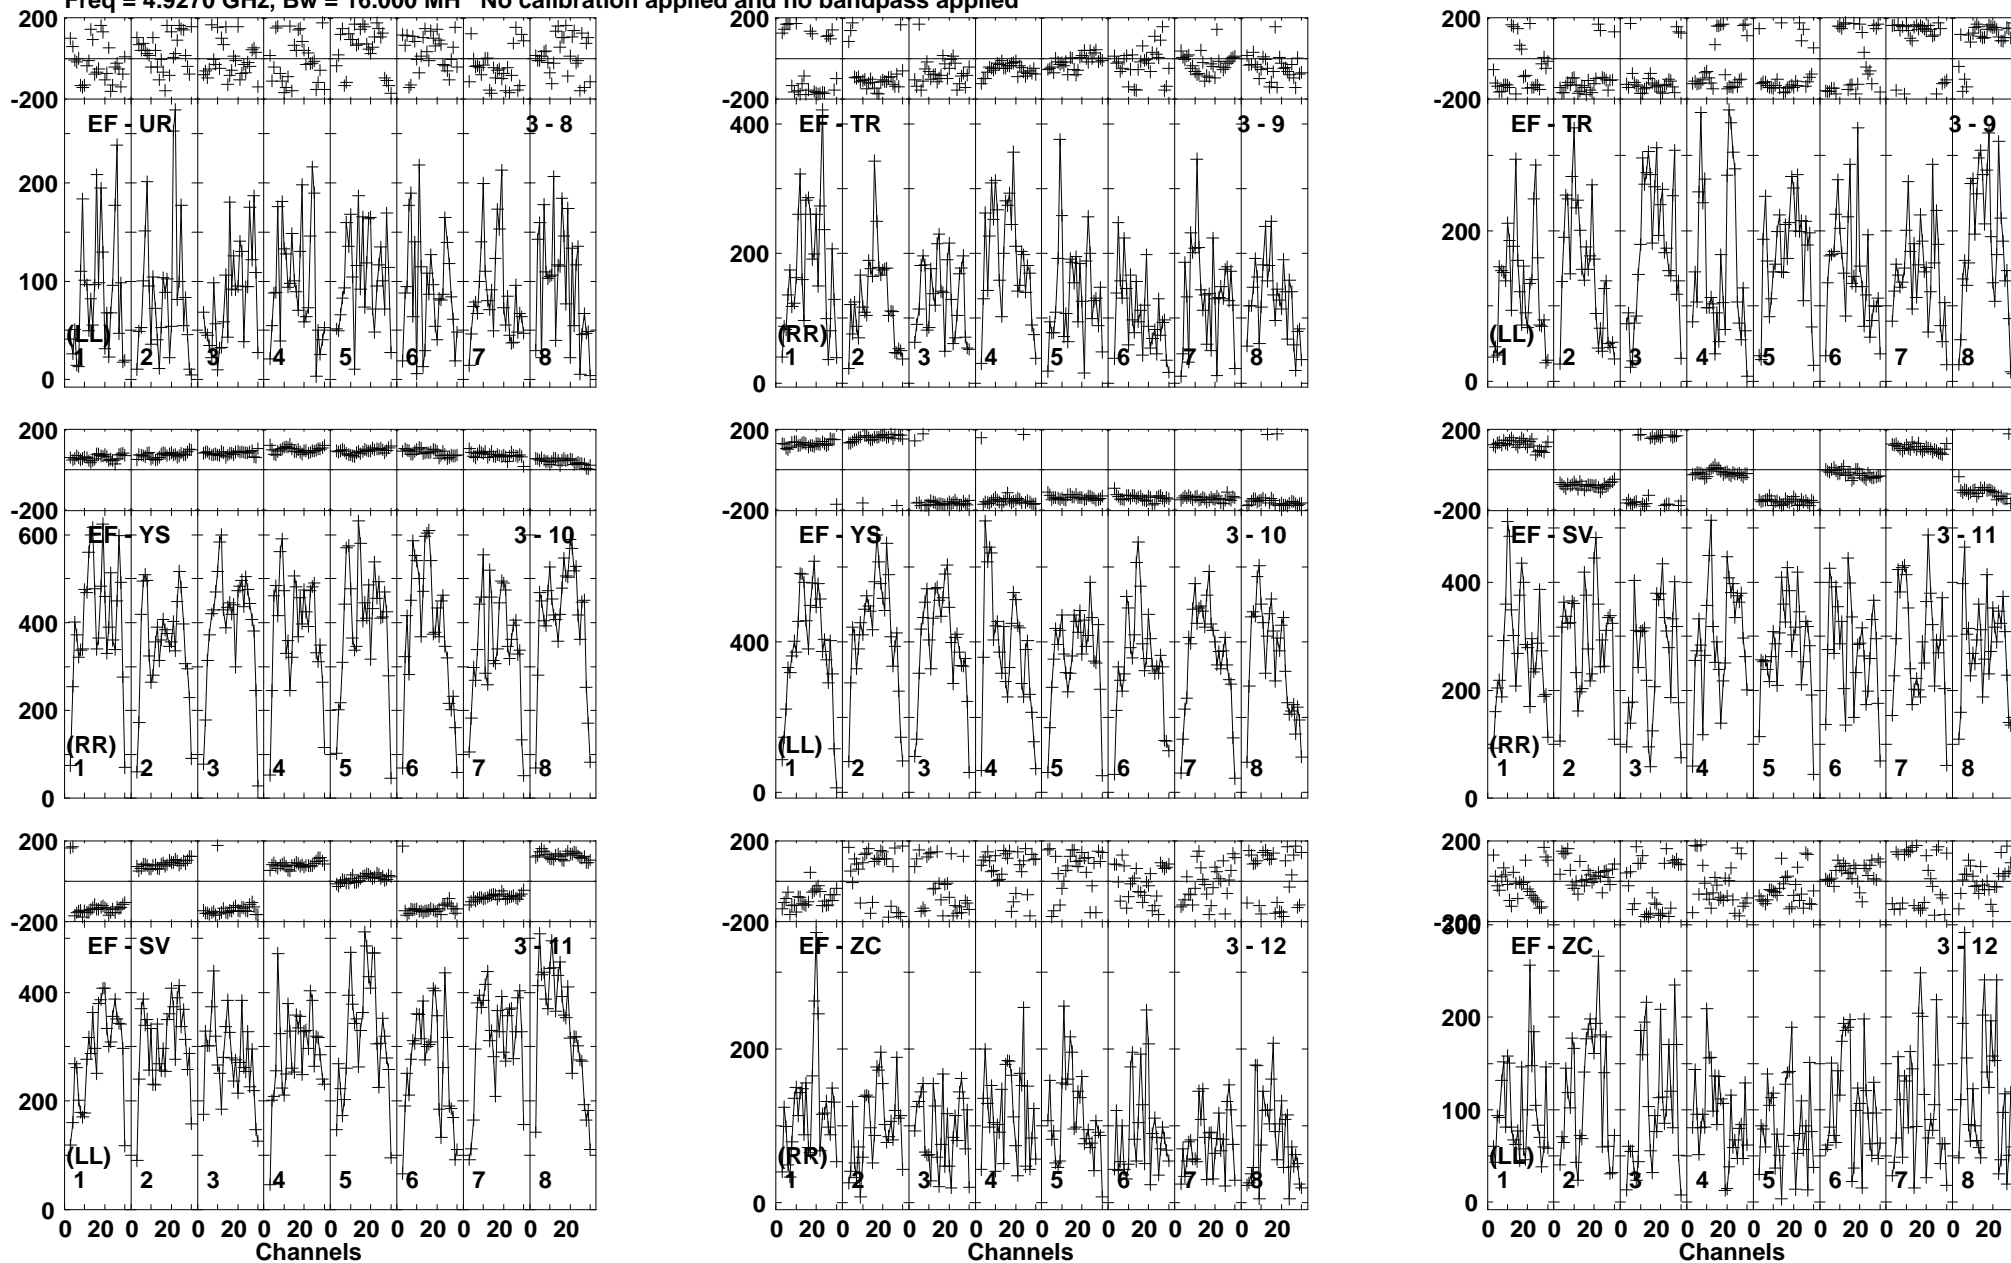 Freq = 4.9270 GHz, Bw = 16.000 MH No calibration applied and no bandpass applied
200
-200
EF - UR 3 - 8
200
100
0
(LL)
1 2 3 4 5 6 7 8
200
-200
EF - TR 3 - 9
400
200
0
(RR)
1 2 3 4 5 6 7 8
200
-200
EF - TR 3 - 9
200
0
(LL)
1 2 3 4 5 6 7 8
200
-200
EF - YS 3 - 10
600
400
200
0
(RR)
1 2 3 4 5 6 7 8
200
-200
EF - YS 3 - 10
400
0
(LL)
1 2 3 4 5 6 7 8
200
-200
EF - SV 3 - 11
400
200
0
(RR)
1 2 3 4 5 6 7 8
200
-200
EF - SV 3 - 11
400
200
0
(LL)
1 2 3 4 5 6 7 8
0 20 0 20 0 20 0 20 0 20 0 20 0 20 0 20
Channels
200
-200
EF - ZC 3 - 12
200
0
(RR)
1 2 3 4 5 6 7 8
0 20 0 20 0 20 0 20 0 20 0 20 0 20 0 20
Channels
200
-200
300
EF - ZC 3 - 12
200
100
0
(LL)
1 2 3 4 5 6 7 8
0 20 0 20 0 20 0 20 0 20 0 20 0 20 0 20
Channels